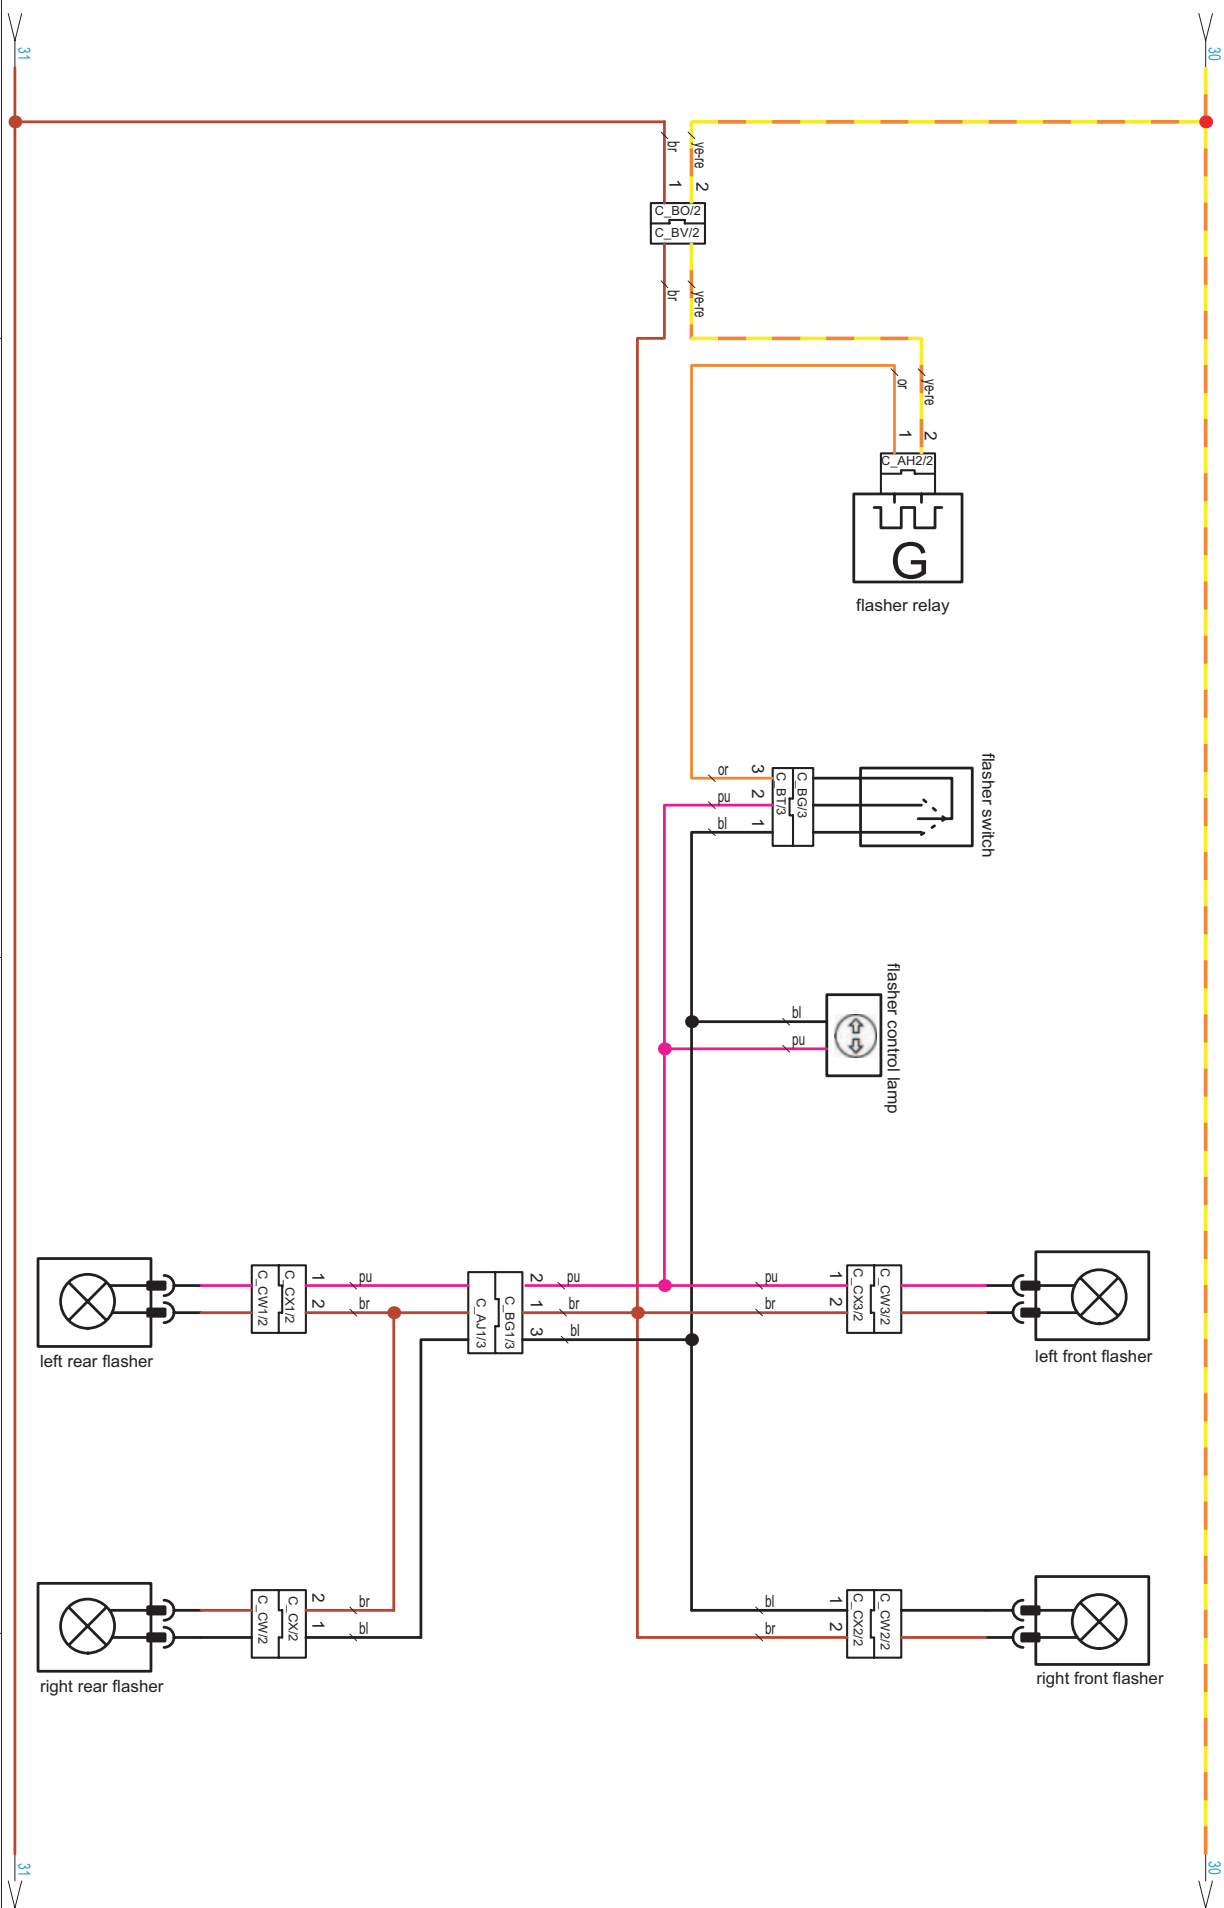 31
30
br
ye-re
1
2
C_BO/2
C_BV/2
br
ye-re
or
ye-re
1
2
C_AH2/2
G
flasher relay
flasher switch
or
pu
bl
3
2
1
C_BT/3
C_BG/3
flasher control lamp
bl
pu
left rear flasher
C_CW1/2
C_CX1/2
1
2
pu
br
C_AJ1/3
C_BG1/3
2
1
3
pu
br
bl
pu
br
1
2
C_CX3/2
C_CW3/2
left front flasher
right rear flasher
C_CW/2
C_CX/2
2
1
br
bl
bl
br
1
2
C_CX2/2
C_CW2/2
right front flasher
31
30